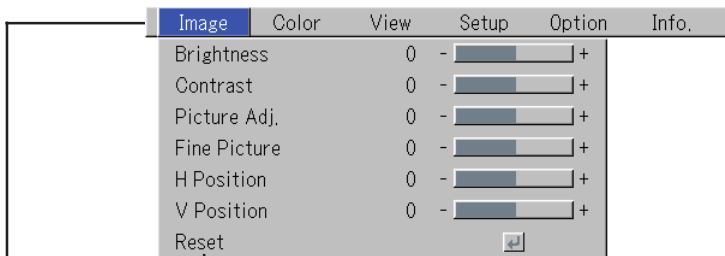 Image Color View Setup Option Info.
Brightness 0 - +
Contrast 0 - +
Picture Adj. 0 - +
Fine Picture 0 - +
H Position 0 - +
V Position 0 - +
Reset